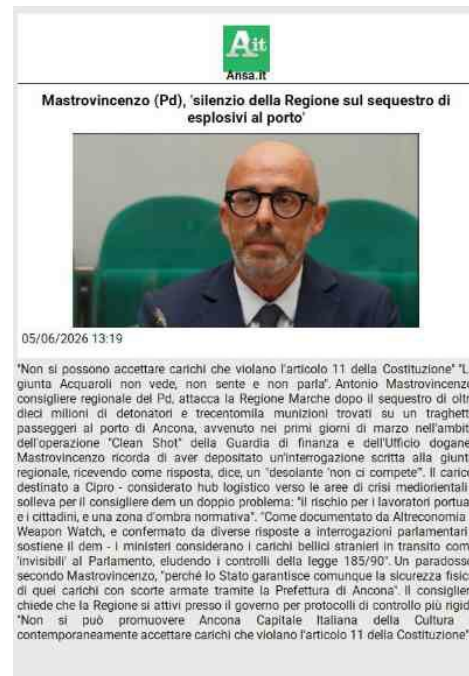 Ait
Ansa.it
Mastrovincenzo (Pd), 'silenzio della Regione sul sequestro di
esplosivi al porto'
05/06/2026 13:19
"Non si possono accettare carichi che violano l'articolo 11 della Costituzione" "L
giunta Acquaroli non vede, non sente e non parla". Antonio Mastrovincenzo
consigliere regionale del Pd, attacca la Regione Marche dopo il sequestro di oltr
dieci milioni di detonatori e trecentomila munizioni trovati su un traghett
passeggeri al porto di Ancona, avvenuto nei primi giorni di marzo nell'ambit
dell'operazione "Clean Shot" della Guardia di finanza e dell'Ufficio dogane
Mastrovincenzo ricorda di aver depositato un'interrogazione scritta alla giunt
regionale, ricevendo come risposta, dice, un "desolante 'non ci compete'". Il caric
destinato a Cipro - considerato hub logistico verso le aree di crisi mediorientali
solleva per il consigliere dem un doppio problema: "il rischio per i lavoratori portua
e i cittadini, e una zona d'ombra normativa". "Come documentato da Altreconomia
Weapon Watch, e confermato da diverse risposte a interrogazioni parlamentari
sostiene il dem - i ministeri considerano i carichi bellici stranieri in transito com
'invisibili' al Parlamento, eludendo i controlli della legge 185/90". Un paradoss
secondo Mastrovincenzo, "perché lo Stato garantisce comunque la sicurezza fisic
di quei carichi con scorte armate tramite la Prefettura di Ancona". Il consiglier
chiede che la Regione si attivi presso il governo per protocolli di controllo più rigid
"Non si può promuovere Ancona Capitale Italiana della Cultura
contemporaneamente accettare carichi che violano l'articolo 11 della Costituzione"